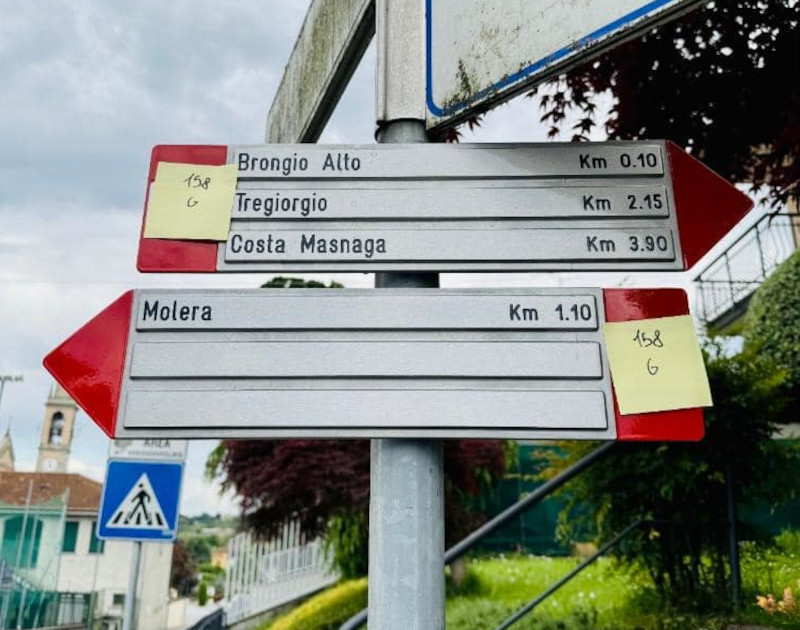 158
G
Brongio Alto Km 0.10
Tregiorgio Km 2.15
Costa Masnaga Km 3.90
Molera Km 1.10
158
G
AREA